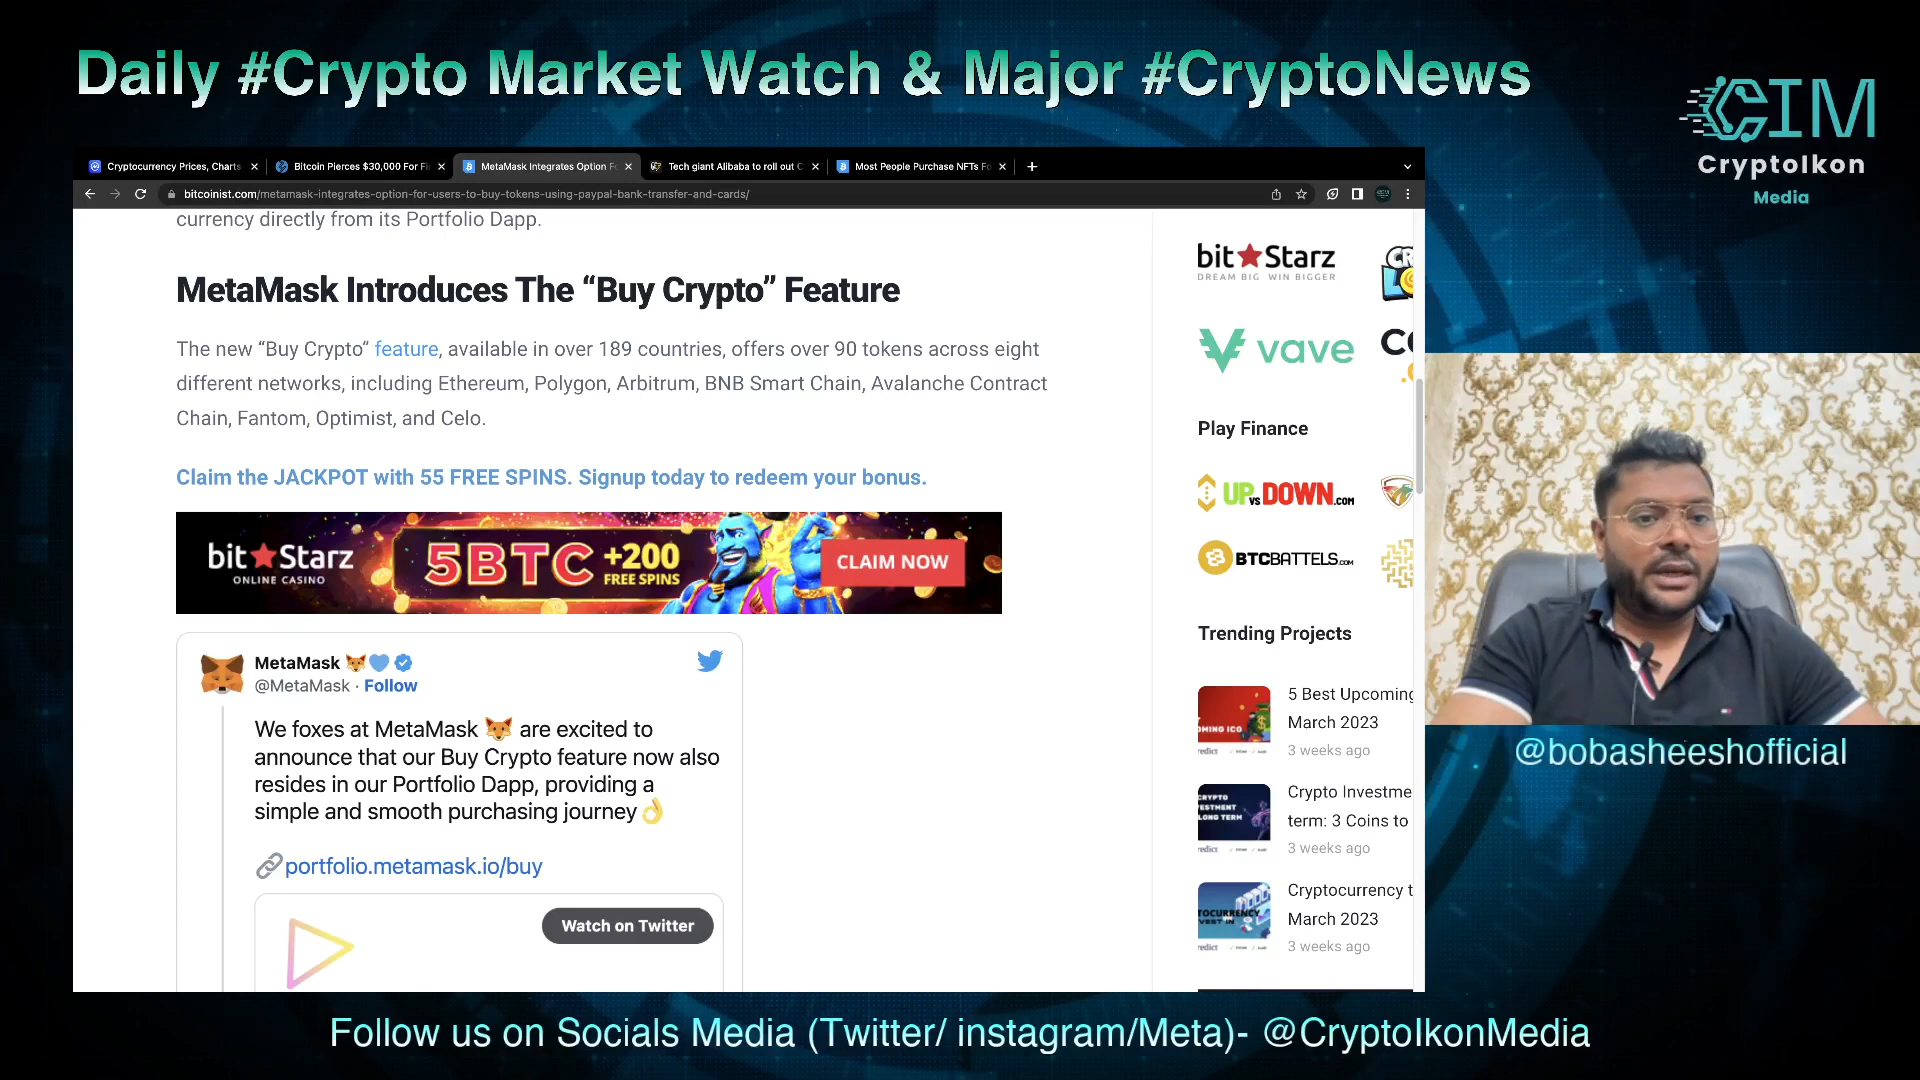 Daily #Crypto Market Watch & Major #CryptoNews
CIM
CryptoIkon
Media
Cryptocurrency Prices, Charts
Bitcoin Pierces $30,000 For Fi
MetaMask Integrates Option Fo
Tech giant Alibaba to roll out C
Most People Purchase NFTs Fo
bitcoinist.com/metamask-integrates-option-for-users-to-buy-tokens-using-paypal-bank-transfer-and-cards/
currency directly from its Portfolio Dapp.
MetaMask Introduces The “Buy Crypto” Feature
The new “Buy Crypto” feature, available in over 189 countries, offers over 90 tokens across eight
different networks, including Ethereum, Polygon, Arbitrum, BNB Smart Chain, Avalanche Contract
Chain, Fantom, Optimist, and Celo.
Claim the JACKPOT with 55 FREE SPINS. Signup today to redeem your bonus.
bit Starz
ONLINE CASINO
5BTC +200
FREE SPINS
CLAIM NOW
MetaMask
@MetaMask · Follow
We foxes at MetaMask 🦊 are excited to
announce that our Buy Crypto feature now also
resides in our Portfolio Dapp, providing a
simple and smooth purchasing journey 👌
🔗portfolio.metamask.io/buy
Watch on Twitter
bit Starz
DREAM BIG WIN BIGGER
vave
Play Finance
UP vs DOWN.com
BTCBATTELS.COM
Trending Projects
5 Best Upcoming
March 2023
3 weeks ago
Crypto Investme
term: 3 Coins to
3 weeks ago
Cryptocurrency t
March 2023
3 weeks ago
@bobasheeshofficial
Follow us on Socials Media (Twitter/ instagram/Meta)- @CryptoIkonMedia